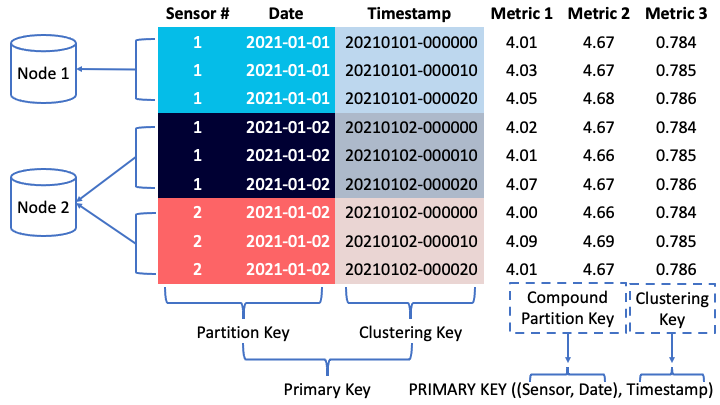 Sensor # Date Timestamp Metric 1 Metric 2 Metric 3
1 2021-01-01 20210101-000000 4.01 4.67 0.784
Node 1 1 2021-01-01 20210101-000010 4.03 4.67 0.785
1 2021-01-01 20210101-000020 4.05 4.68 0.786
1 2021-01-02 20210102-000000 4.02 4.67 0.784
1 2021-01-02 20210102-000010 4.01 4.66 0.785
1 2021-01-02 20210102-000020 4.07 4.67 0.786
Node 2 2 2021-01-02 20210102-000000 4.00 4.66 0.784
2 2021-01-02 20210102-000010 4.09 4.69 0.785
2 2021-01-02 20210102-000020 4.01 4.67 0.786
Compound Partition Key
Clustering Key
Partition Key
Clustering Key
Primary Key
PRIMARY KEY ((Sensor, Date), Timestamp)